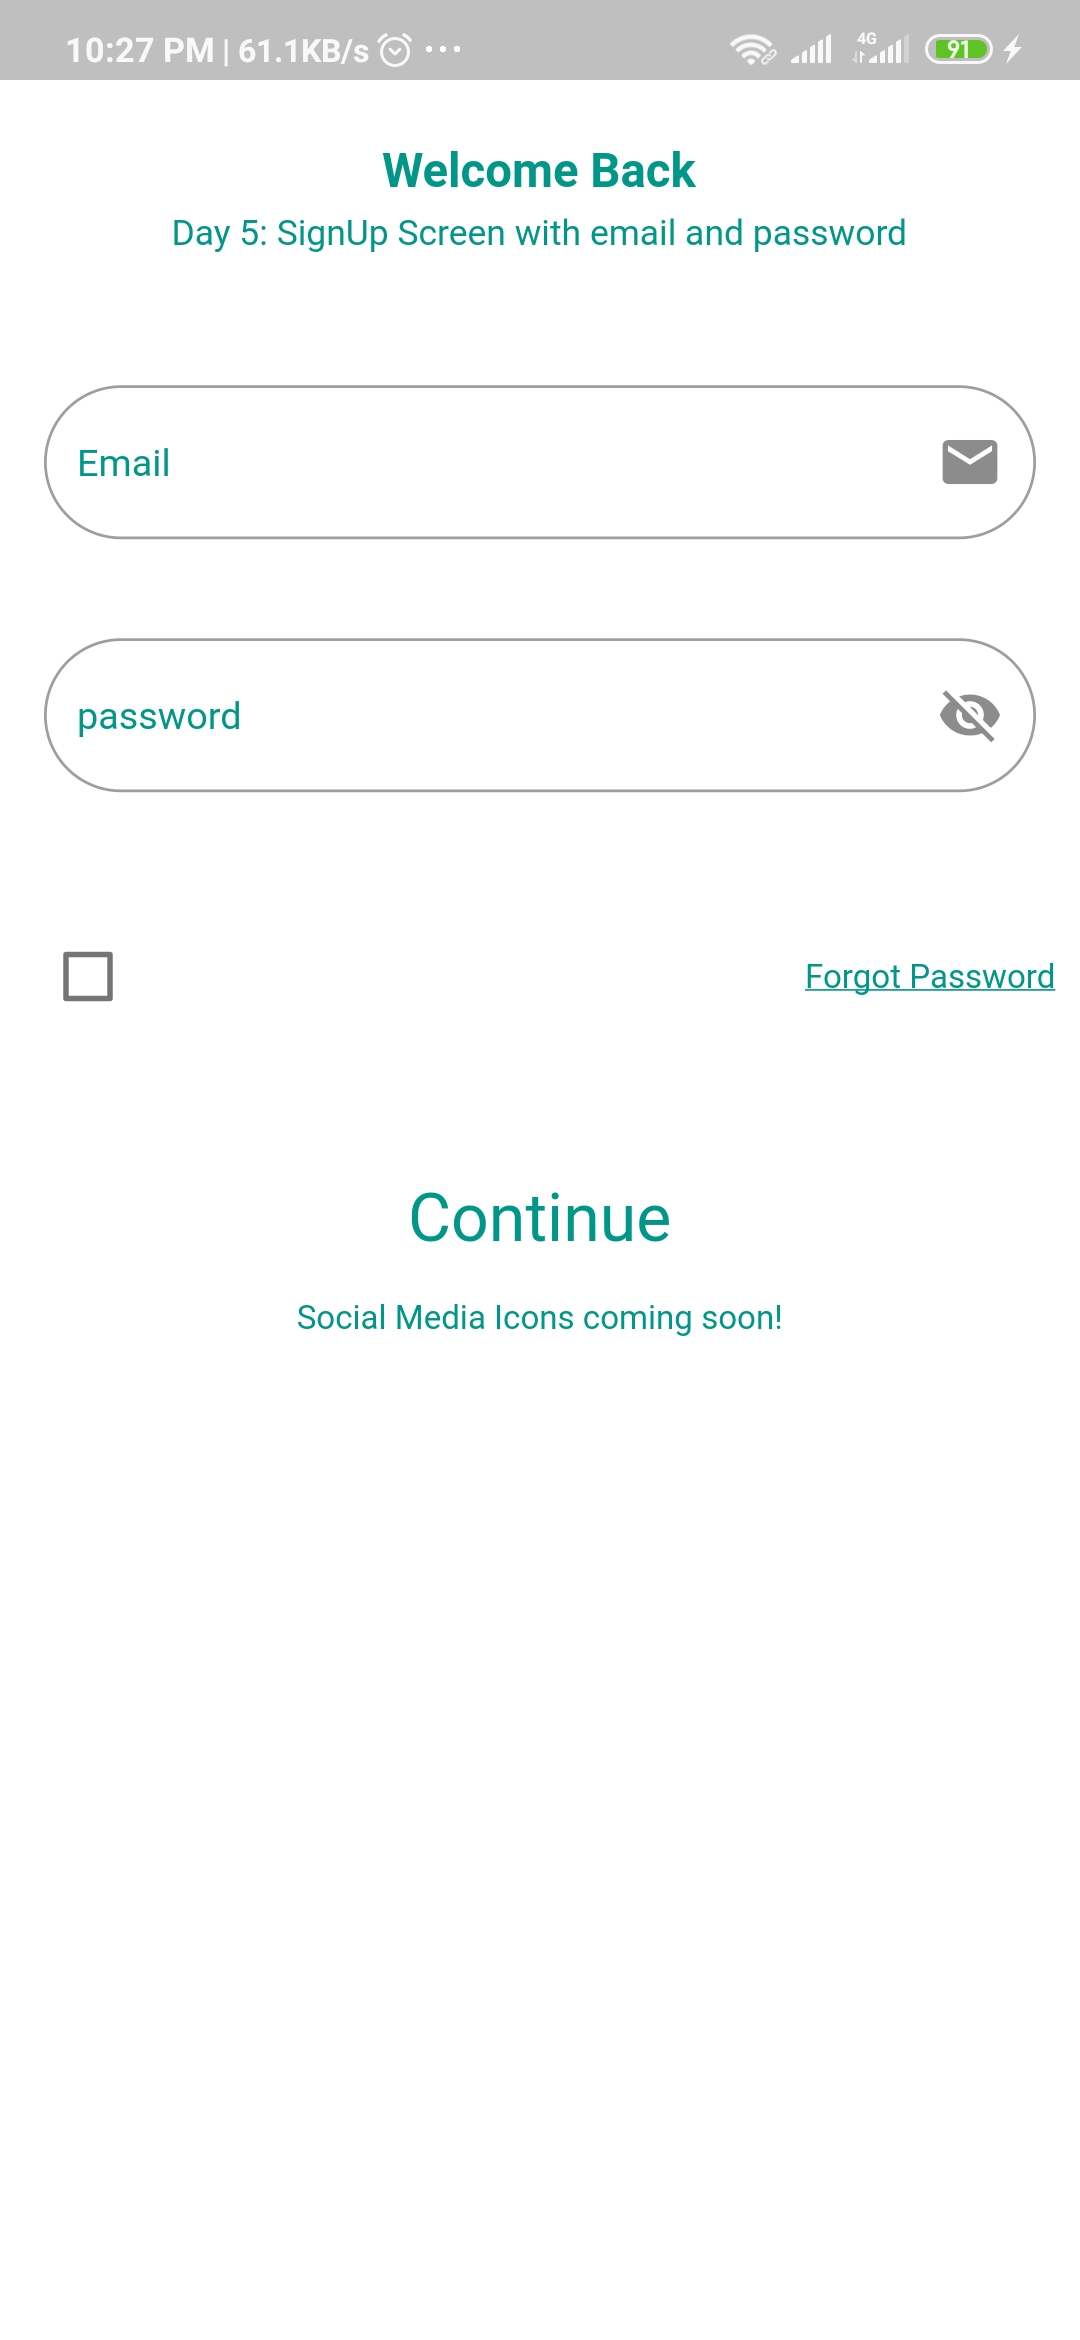 10:27 PM | 61.1KB/s ... 4G 91
Welcome Back
Day 5: SignUp Screen with email and password
Email
password
Forgot Password
Continue
Social Media Icons coming soon!